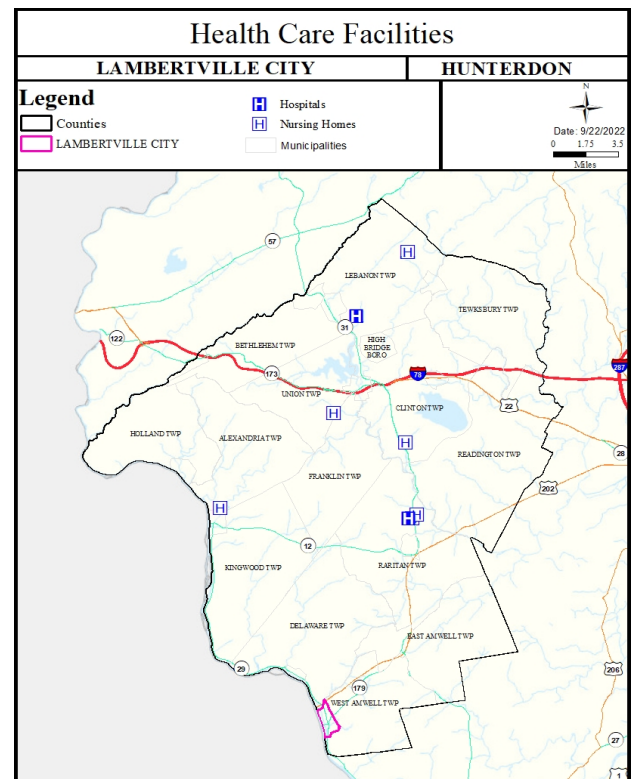 Health Care Facilities
LAMBERTVILLE CITY
HUNTERDON
Legend
Counties
LAMBERTVILLE CITY
H Hospitals
H Nursing Homes
Municipalities
N
Date: 9/22/2022
0 1.75 3.5
Miles
57
H
LEBANON TWP
TEWKSBURY TWP
H
31
122
BETHLEHEM TWP
HIGH
BRIDGE
BORO
287
173
78
UNION TWP
CLINTON TWP
22
H
HOLLAND TWP
ALEXANDRIA TWP
H
READINGTON TWP
28
FRANKLIN TWP
202
H
H
H
12
KINGWOOD TWP
RARITAN TWP
DELAWARE TWP
EAST AMWELL TWP
29
206
179
WEST AMWELL TWP
27
1